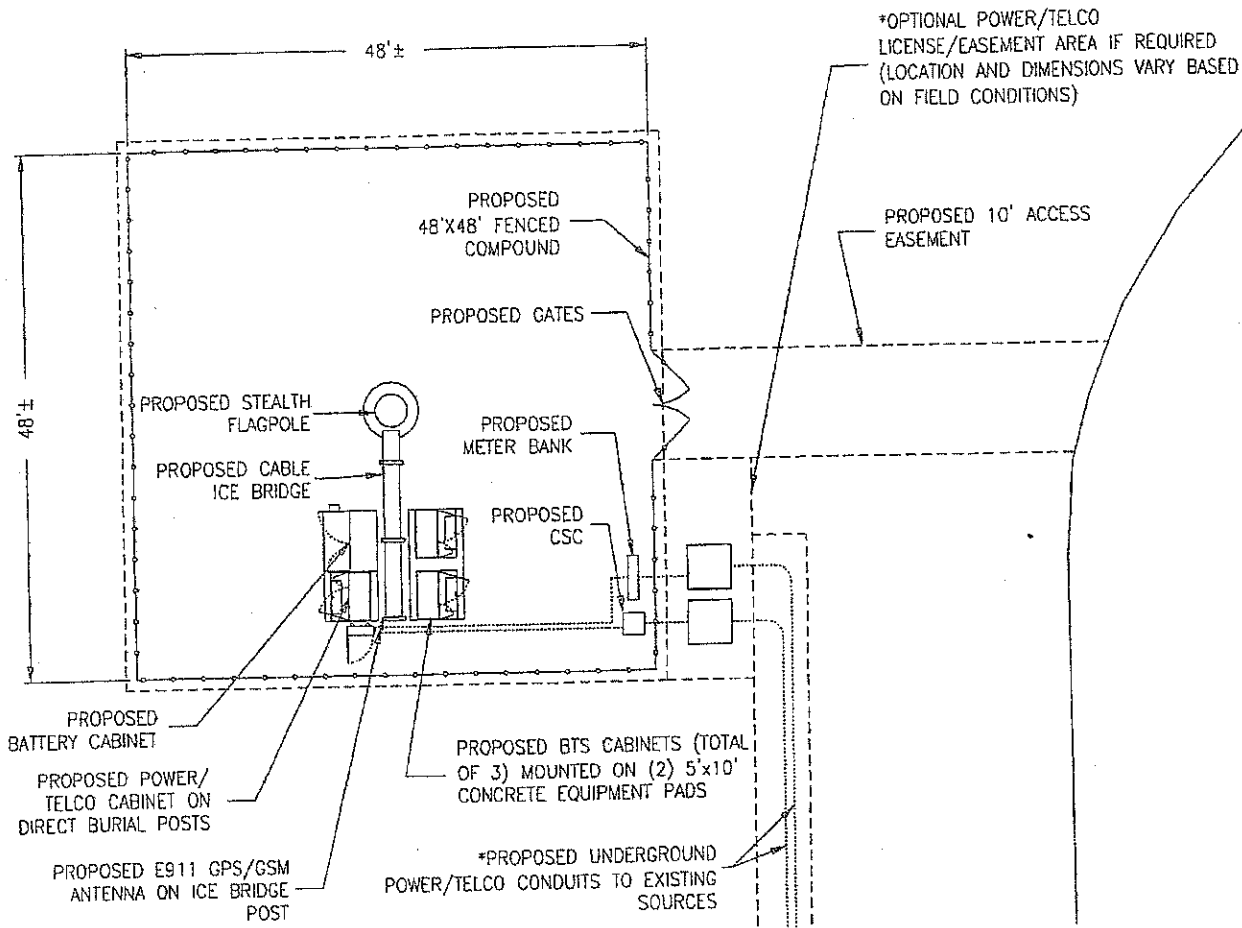 *OPTIONAL POWER/TELCO
LICENSE/EASEMENT AREA IF REQUIRED
(LOCATION AND DIMENSIONS VARY BASED
ON FIELD CONDITIONS)
48'±
48'±
PROPOSED
48'X48' FENCED
COMPOUND
PROPOSED 10' ACCESS
EASEMENT
PROPOSED GATES
PROPOSED STEALTH
FLAGPOLE
PROPOSED
METER BANK
PROPOSED CABLE
ICE BRIDGE
PROPOSED
CSC
PROPOSED
BATTERY CABINET
PROPOSED POWER/
TELCO CABINET ON
DIRECT BURIAL POSTS
PROPOSED BTS CABINETS (TOTAL
OF 3) MOUNTED ON (2) 5'x10'
CONCRETE EQUIPMENT PADS
PROPOSED E911 GPS/GSM
ANTENNA ON ICE BRIDGE
POST
*PROPOSED UNDERGROUND
POWER/TELCO CONDUITS TO EXISTING
SOURCES